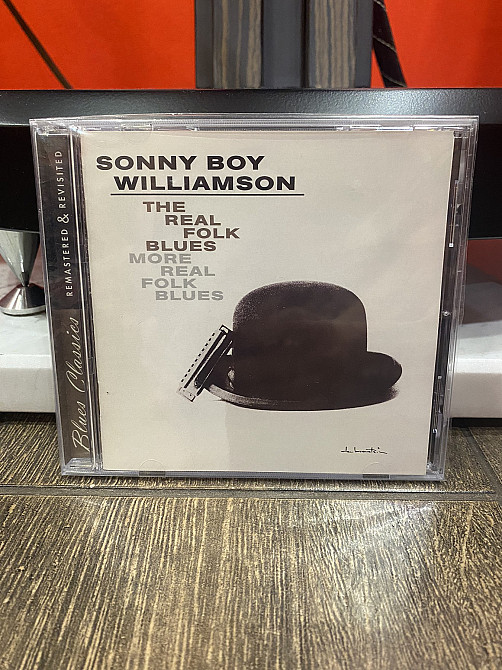 SONNY BOY
WILLIAMSON
THE
REAL
FOLK
BLUES
MORE
REAL
FOLK
BLUES
Blues Classics REMASTERED & REVISITED